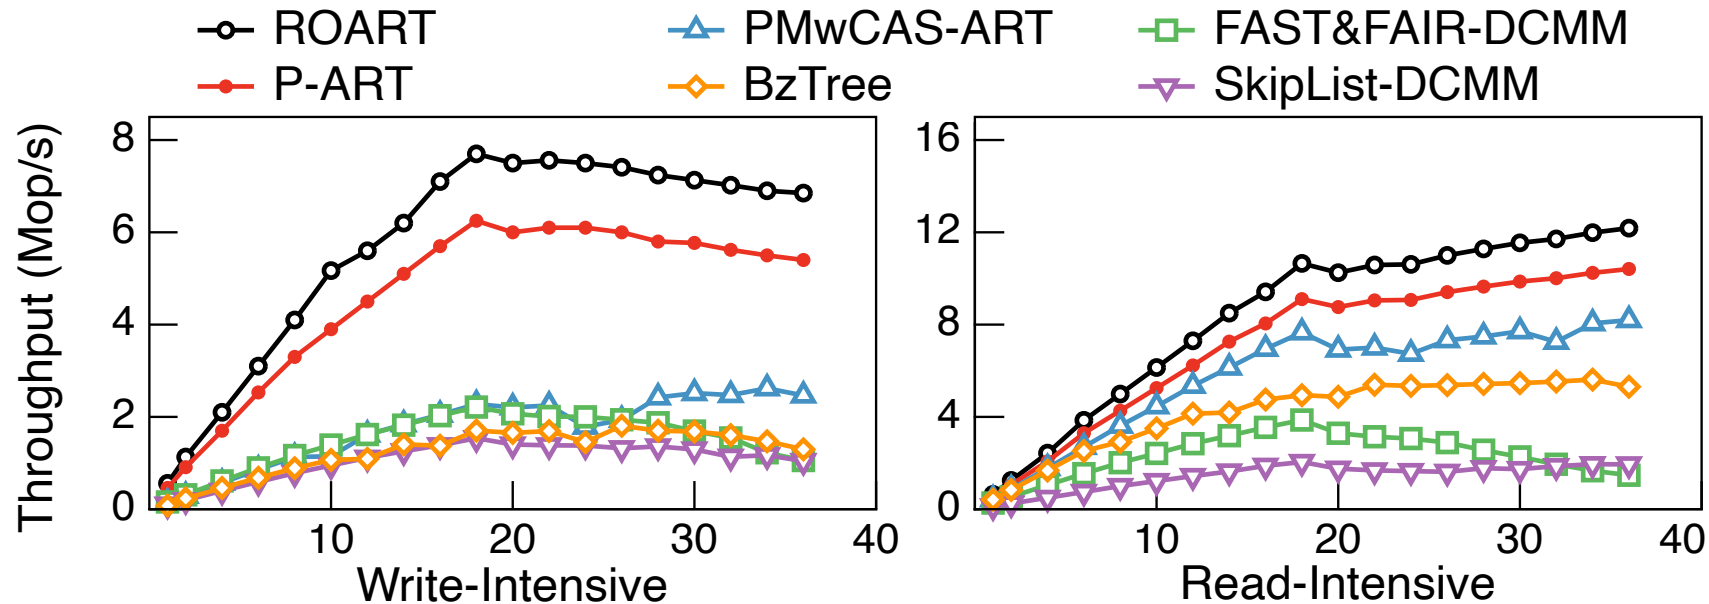 ROART PMwCAS-ART FAST&FAIR-DCMM
P-ART BzTree SkipList-DCMM
Throughput (Mop/s)
8
6
4
2
0
10 20 30 40
Write-Intensive
16
12
8
4
0
10 20 30 40
Read-Intensive